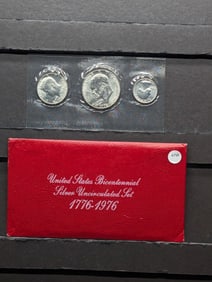 United States Bicentennial
Silver Uncirculated Set
1776-1976